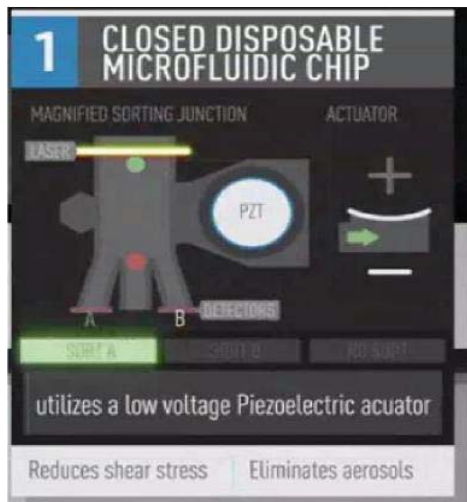 1
CLOSED DISPOSABLE
MICROFLUIDIC CHIP
MAGNIFIED SORTING JUNCTION
ACTUATOR
LASER
PZT
A
B
DETECTORS
SORT A
SORT B
NO SORT
utilizes a low voltage Piezoelectric acuator
Reduces shear stress
Eliminates aerosols